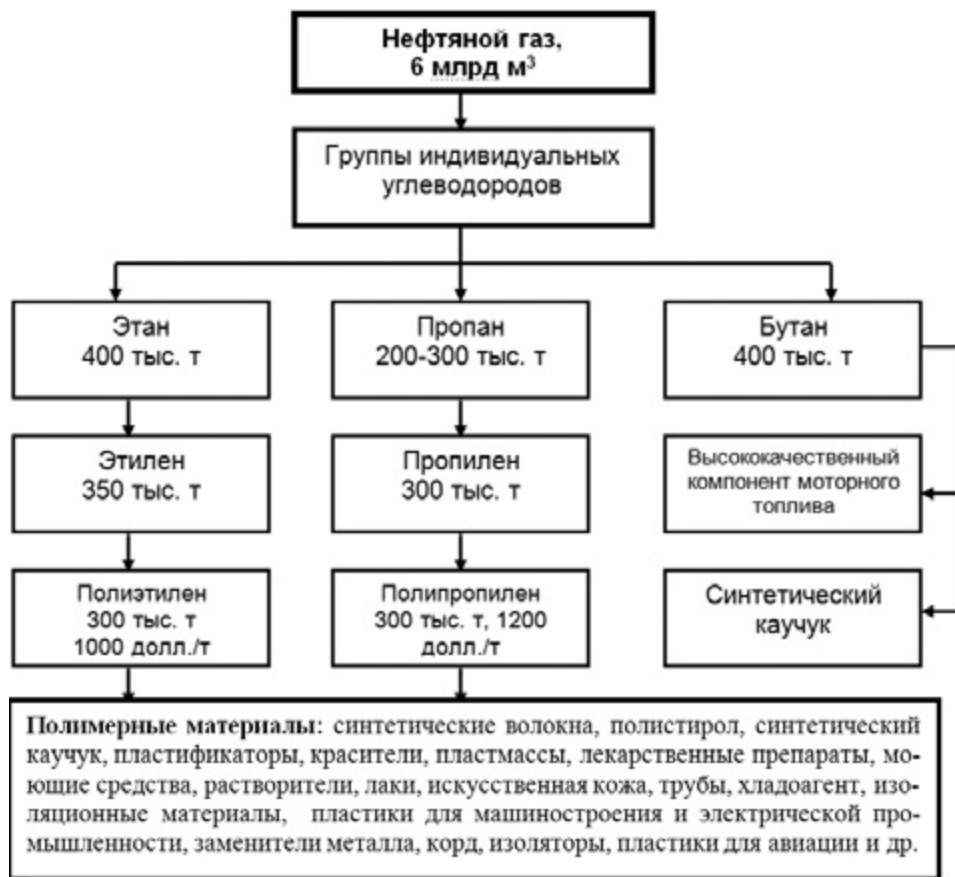 Нефтяной газ,
6 млрд м³
Группы индивидуальных
углеводородов
Этан
400 тыс. т
Пропан
200-300 тыс. т
Бутан
400 тыс. т
Этилен
350 тыс. т
Пропилен
300 тыс. т
Высококачественный
компонент моторного
топлива
Полиэтилен
300 тыс. т
1000 долл./т
Полипропилен
300 тыс. т, 1200
долл./т
Синтетический
каучук
Полимерные материалы: синтетические волокна, полистирол, синтетический
каучук, пластификаторы, красители, пластмассы, лекарственные препараты, мо-
ющие средства, растворители, лаки, искусственная кожа, трубы, хладоагент, изо-
ляционные материалы, пластики для машиностроения и электрической про-
мышленности, заменители металла, корд, изоляторы, пластики для авиации и др.